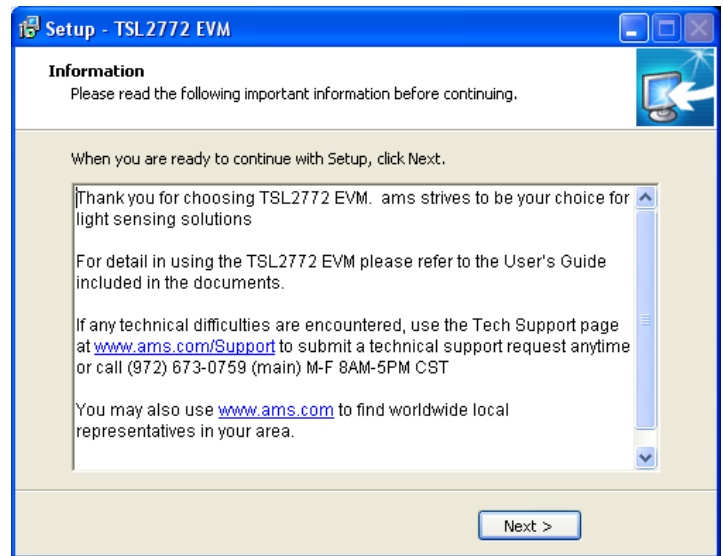 Setup - TSL2772 EVM
Information
Please read the following important information before continuing.
When you are ready to continue with Setup, click Next.
Thank you for choosing TSL2772 EVM.  ams strives to be your choice for
light sensing solutions
For detail in using the TSL2772 EVM please refer to the User's Guide
included in the documents.
If any technical difficulties are encountered, use the Tech Support page
at www.ams.com/Support to submit a technical support request anytime
or call (972) 673-0759 (main) M-F 8AM-5PM CST
You may also use www.ams.com to find worldwide local
representatives in your area.
Next >